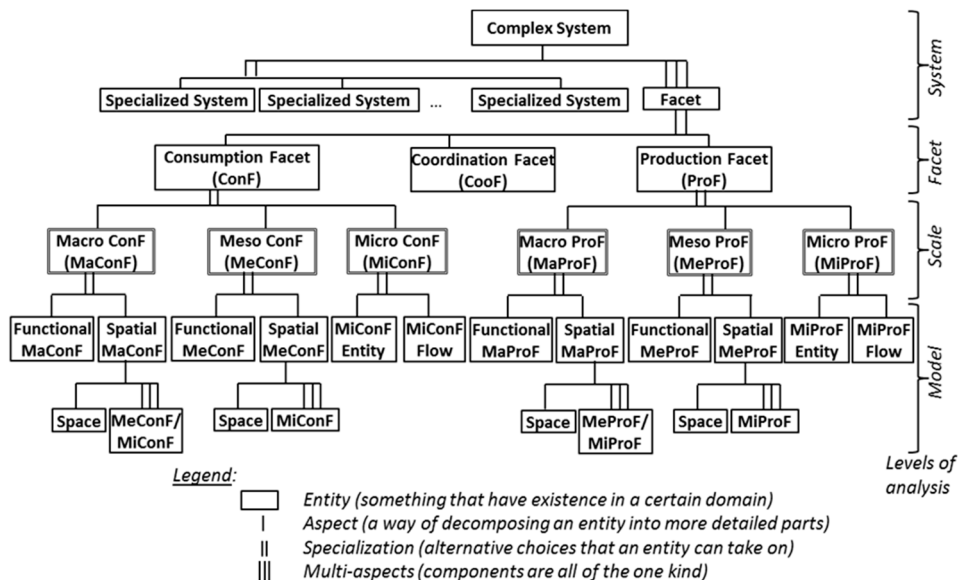 Complex System
System
Specialized System
Specialized System
...
Specialized System
Facet
Facet
Consumption Facet
(ConF)
Coordination Facet
(CooF)
Production Facet
(ProF)
Scale
Macro ConF
(MaConF)
Meso ConF
(MeConF)
Micro ConF
(MiConF)
Macro ProF
(MaProF)
Meso ProF
(MeProF)
Micro ProF
(MiProF)
Model
Functional
MaConF
Spatial
MaConF
Functional
MeConF
Spatial
MeConF
MiConF
Entity
MiConF
Flow
Functional
MaProF
Spatial
MaProF
Functional
MeProF
Spatial
MeProF
MiProF
Entity
MiProF
Flow
Space
MeConF/
MiConF
Space
MiConF
Space
MeProF/
MiProF
Space
MiProF
Levels of
analysis
Legend:
Entity (something that have existence in a certain domain)
Aspect (a way of decomposing an entity into more detailed parts)
Specialization (alternative choices that an entity can take on)
Multi-aspects (components are all of the one kind)